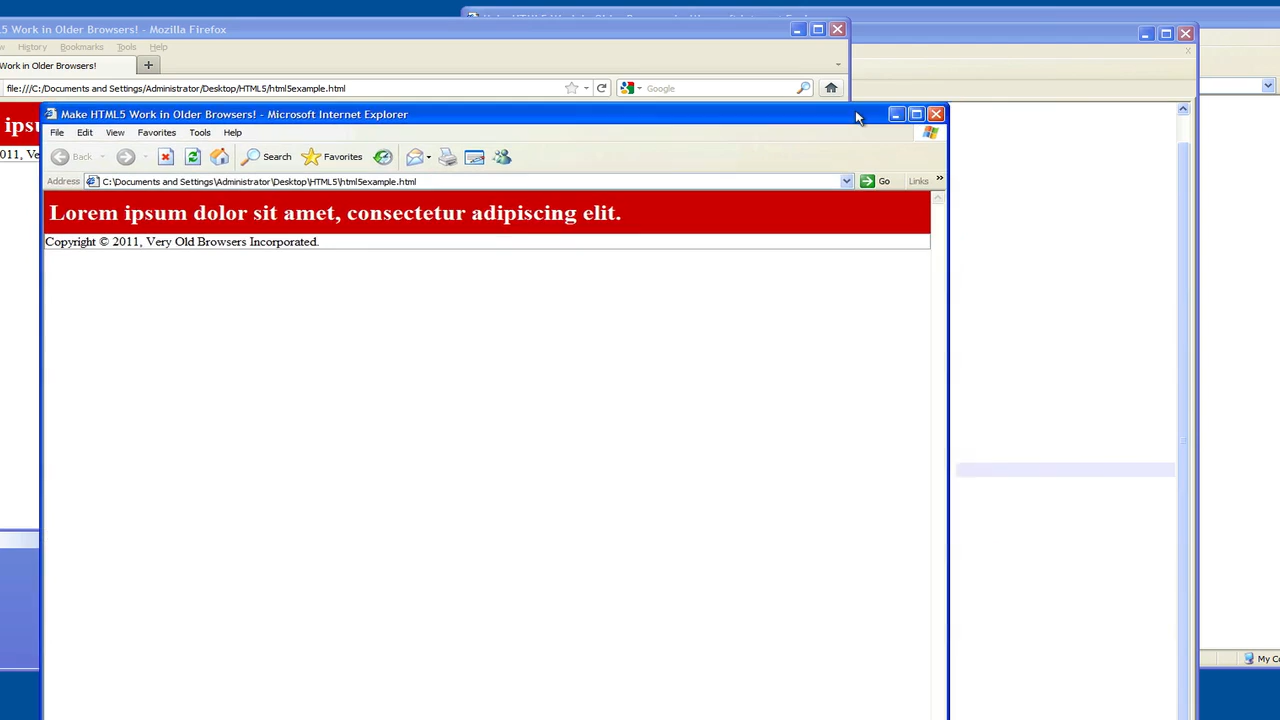 5 Work in Older Browsers! - Mozilla Firefox
History Bookmarks Tools Help
Work in Older Browsers!
file:///C:/Documents and Settings/Administrator/Desktop/HTML5/html5example.html
Google
ipsu
011, Ve
Make HTML5 Work in Older Browsers! - Microsoft Internet Explorer
File Edit View Favorites Tools Help
Back Search Favorites
Address C:\Documents and Settings\Administrator\Desktop\HTML5\html5example.html Go Links »
Lorem ipsum dolor sit amet, consectetur adipiscing elit.
Copyright © 2011, Very Old Browsers Incorporated.
My Co